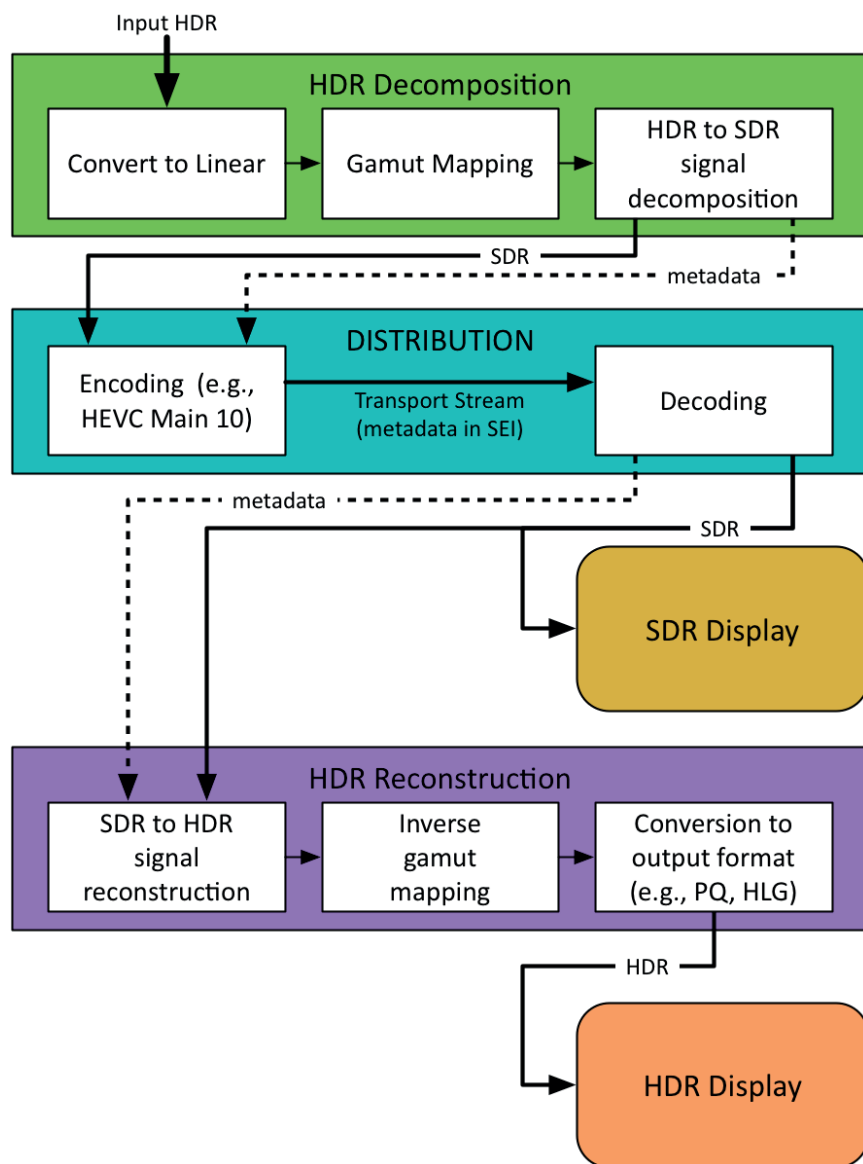 Input HDR
HDR Decomposition
Convert to Linear
Gamut Mapping
HDR to SDR
signal
decomposition
SDR
metadata
DISTRIBUTION
Encoding (e.g.,
HEVC Main 10)
Transport Stream
(metadata in SEI)
Decoding
metadata
SDR
SDR Display
HDR Reconstruction
SDR to HDR
signal
reconstruction
Inverse
gamut
mapping
Conversion to
output format
(e.g., PQ, HLG)
HDR
HDR Display